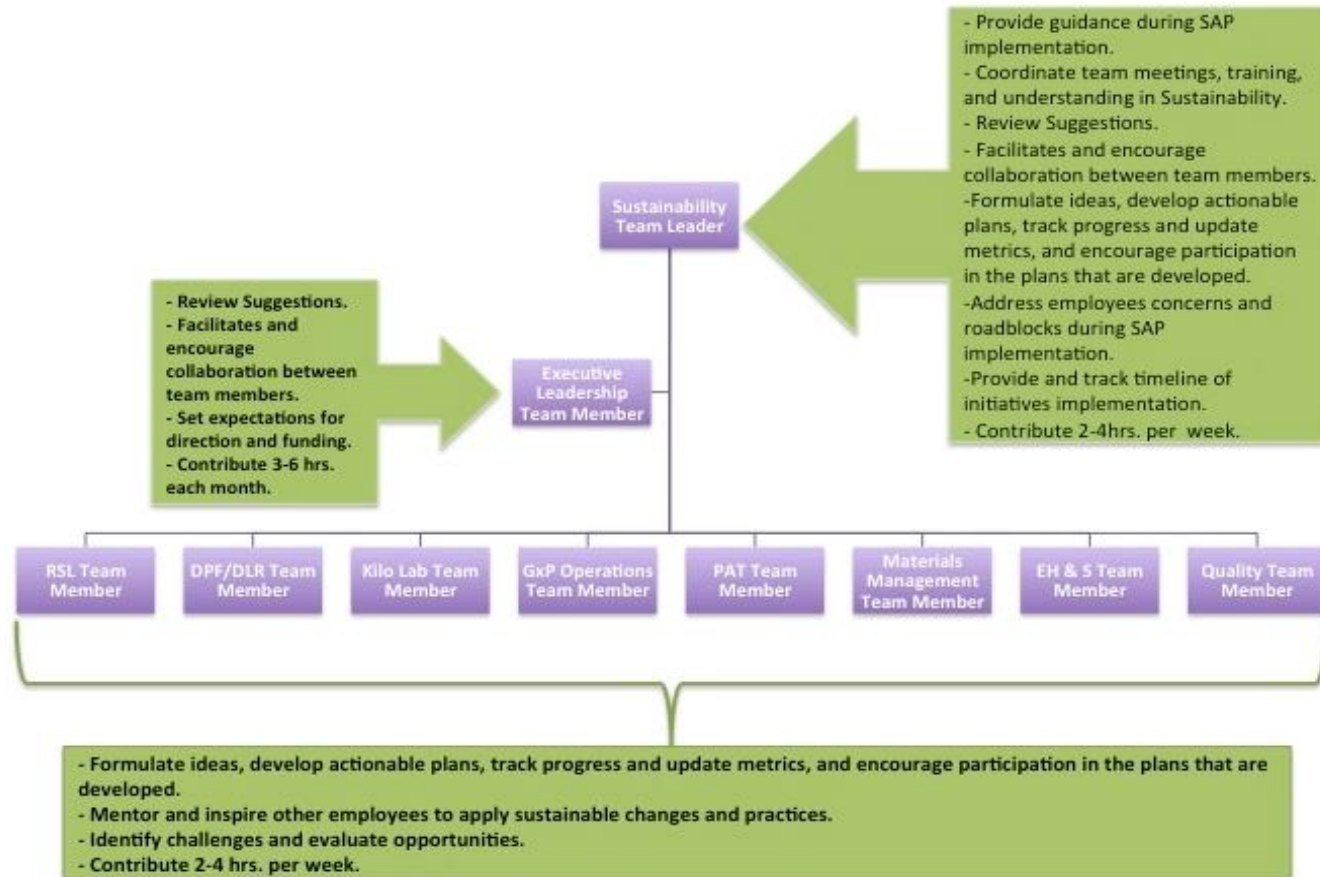 - Provide guidance during SAP
implementation.
- Coordinate team meetings, training,
and understanding in Sustainability.
- Review Suggestions.
- Facilitates and encourage
collaboration between team members.
-Formulate ideas, develop actionable
plans, track progress and update
metrics, and encourage participation
in the plans that are developed.
-Address employees concerns and
roadblocks during SAP
implementation.
-Provide and track timeline of
initiatives implementation.
- Contribute 2-4hrs. per  week.
Sustainability
Team Leader
- Review Suggestions.
- Facilitates and
encourage
collaboration between
team members.
- Set expectations for
direction and funding.
- Contribute 3-6 hrs.
each month.
Executive
Leadership
Team Member
RSL Team
Member
DPF/DLR Team
Member
Kilo Lab Team
Member
GxP Operations
Team Member
PAT Team
Member
Materials
Management
Team Member
EH & S Team
Member
Quality Team
Member
- Formulate ideas, develop actionable plans, track progress and update metrics, and encourage participation in the plans that are
developed.
- Mentor and inspire other employees to apply sustainable changes and practices.
- Identify challenges and evaluate opportunities.
- Contribute 2-4 hrs. per week.